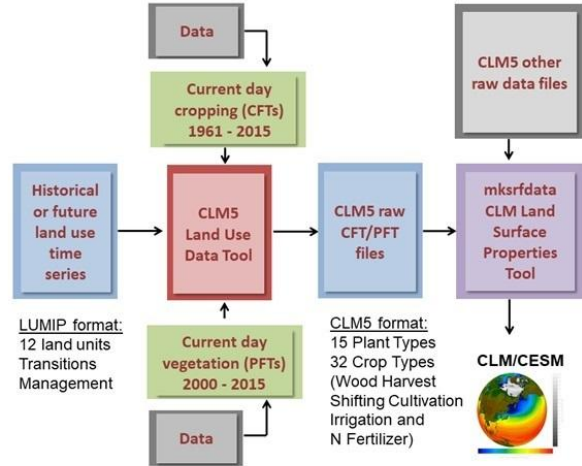 Data
Current day
cropping (CFTs)
1961 - 2015
CLM5 other
raw data files
Historical
or future
land use
time
series
CLM5
Land Use
Data Tool
CLM5 raw
CFT/PFT
files
mksrfdata
CLM Land
Surface
Properties
Tool
LUMIP format:
12 land units
Transitions
Management
Current day
vegetation (PFTs)
2000 - 2015
Data
CLM5 format:
15 Plant Types
32 Crop Types
(Wood Harvest
Shifting Cultivation
Irrigation and
N Fertilizer)
CLM/CESM